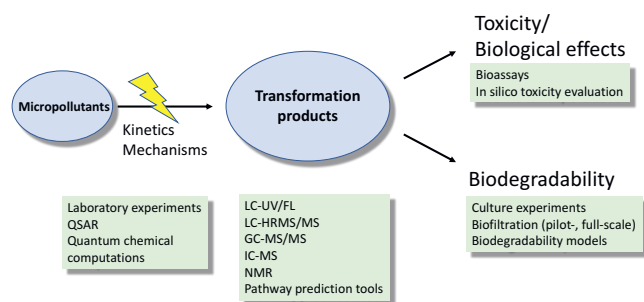 Micropollutants
Kinetics
Mechanisms
Transformation
products
Toxicity/
Biological effects
Bioassays
In silico toxicity evaluation
Biodegradability
Culture experiments
Biofiltration (pilot-, full-scale)
Biodegradability models
Laboratory experiments
QSAR
Quantum chemical
computations
LC-UV/FL
LC-HRMS/MS
GC-MS/MS
IC-MS
NMR
Pathway prediction tools